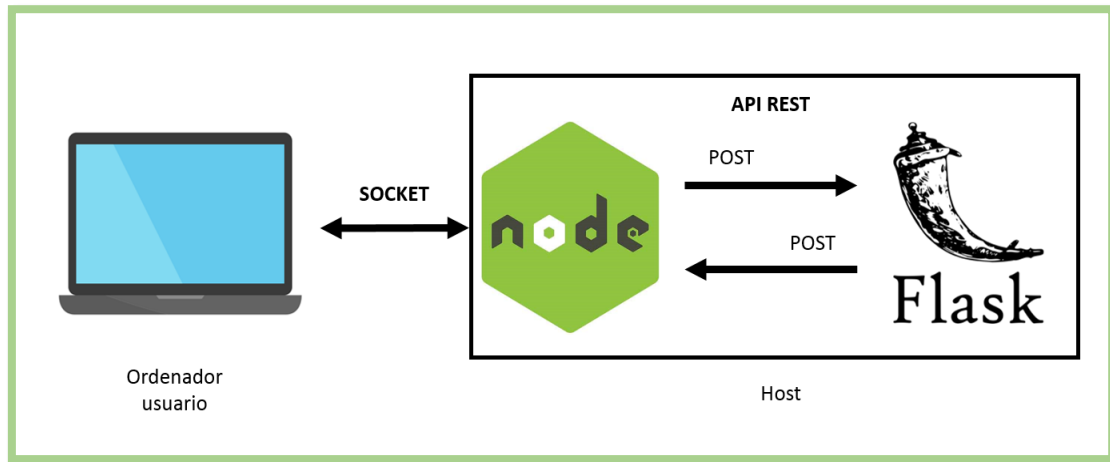 API REST
POST
SOCKET
node
POST
Flask
Ordenador
usuario
Host